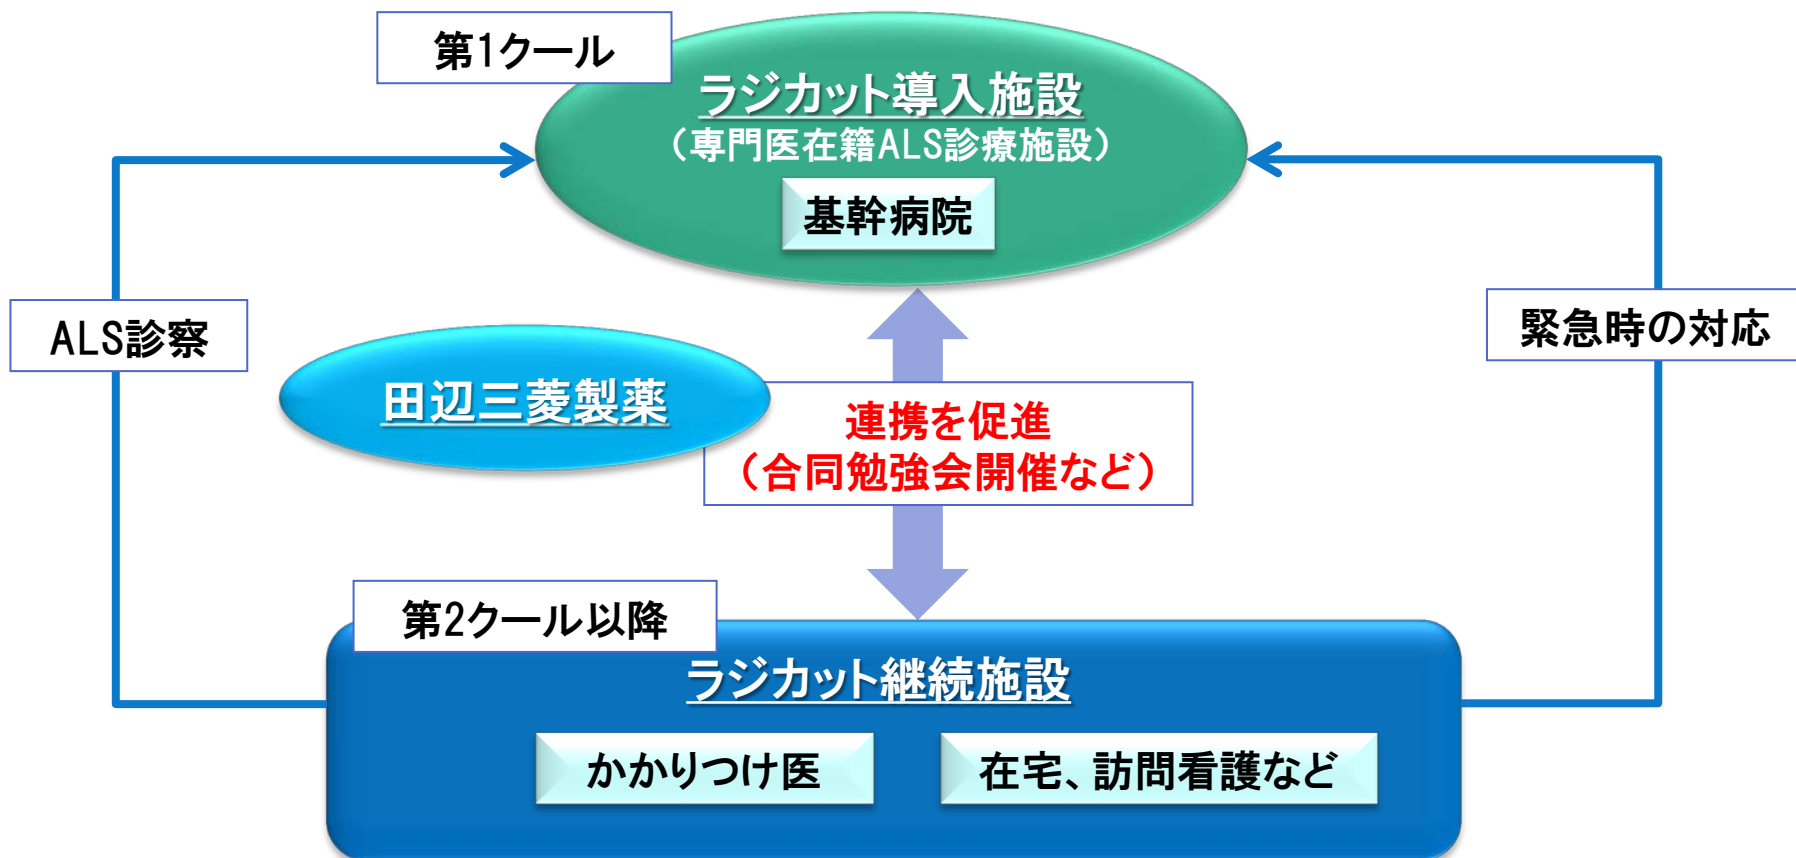 第1クール
ラジカット導入施設
（専門医在籍ALS診療施設）
基幹病院
ALS診察
緊急時の対応
田辺三菱製薬
連携を促進
（合同勉強会開催など）
第2クール以降
ラジカット継続施設
かかりつけ医
在宅、訪問看護など